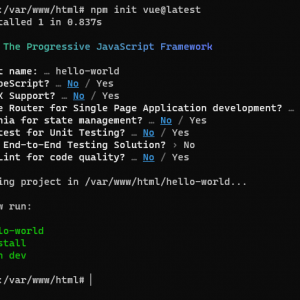 :/var/www/html# npm init vue@latest
talled 1 in 0.837s
The Progressive JavaScript Framework
t name: … hello-world
peScript? … No / Yes
X Support? … No / Yes
e Router for Single Page Application development? …
nia for state management? … No / Yes
test for Unit Testing? … No / Yes
End-to-End Testing Solution? › No
Lint for code quality? … No / Yes
ing project in /var/www/html/hello-world...
w run:
lo-world
stall
n dev
:/var/www/html#